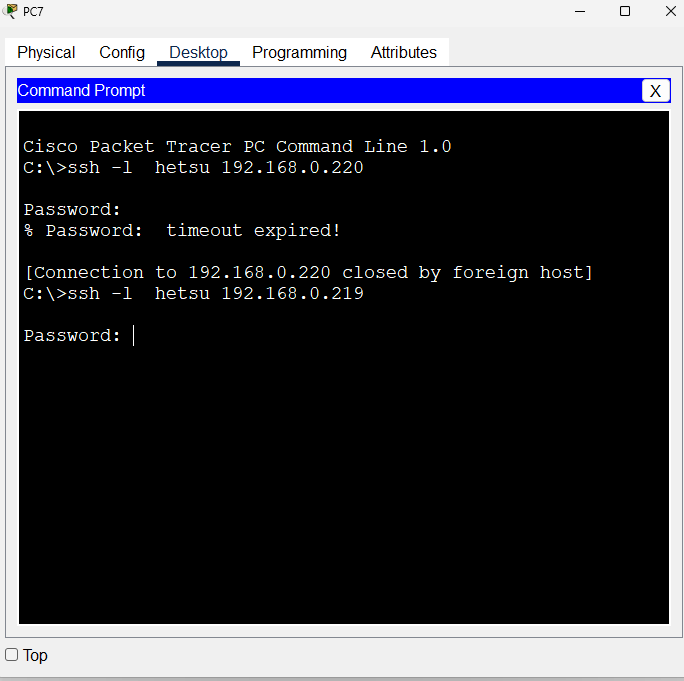 PC7
Physical Config Desktop Programming Attributes
Command Prompt
X
Cisco Packet Tracer PC Command Line 1.0
C:\>ssh -l  hetsu 192.168.0.220
Password:
% Password:  timeout expired!
[Connection to 192.168.0.220 closed by foreign host]
C:\>ssh -l  hetsu 192.168.0.219
Password:
Top